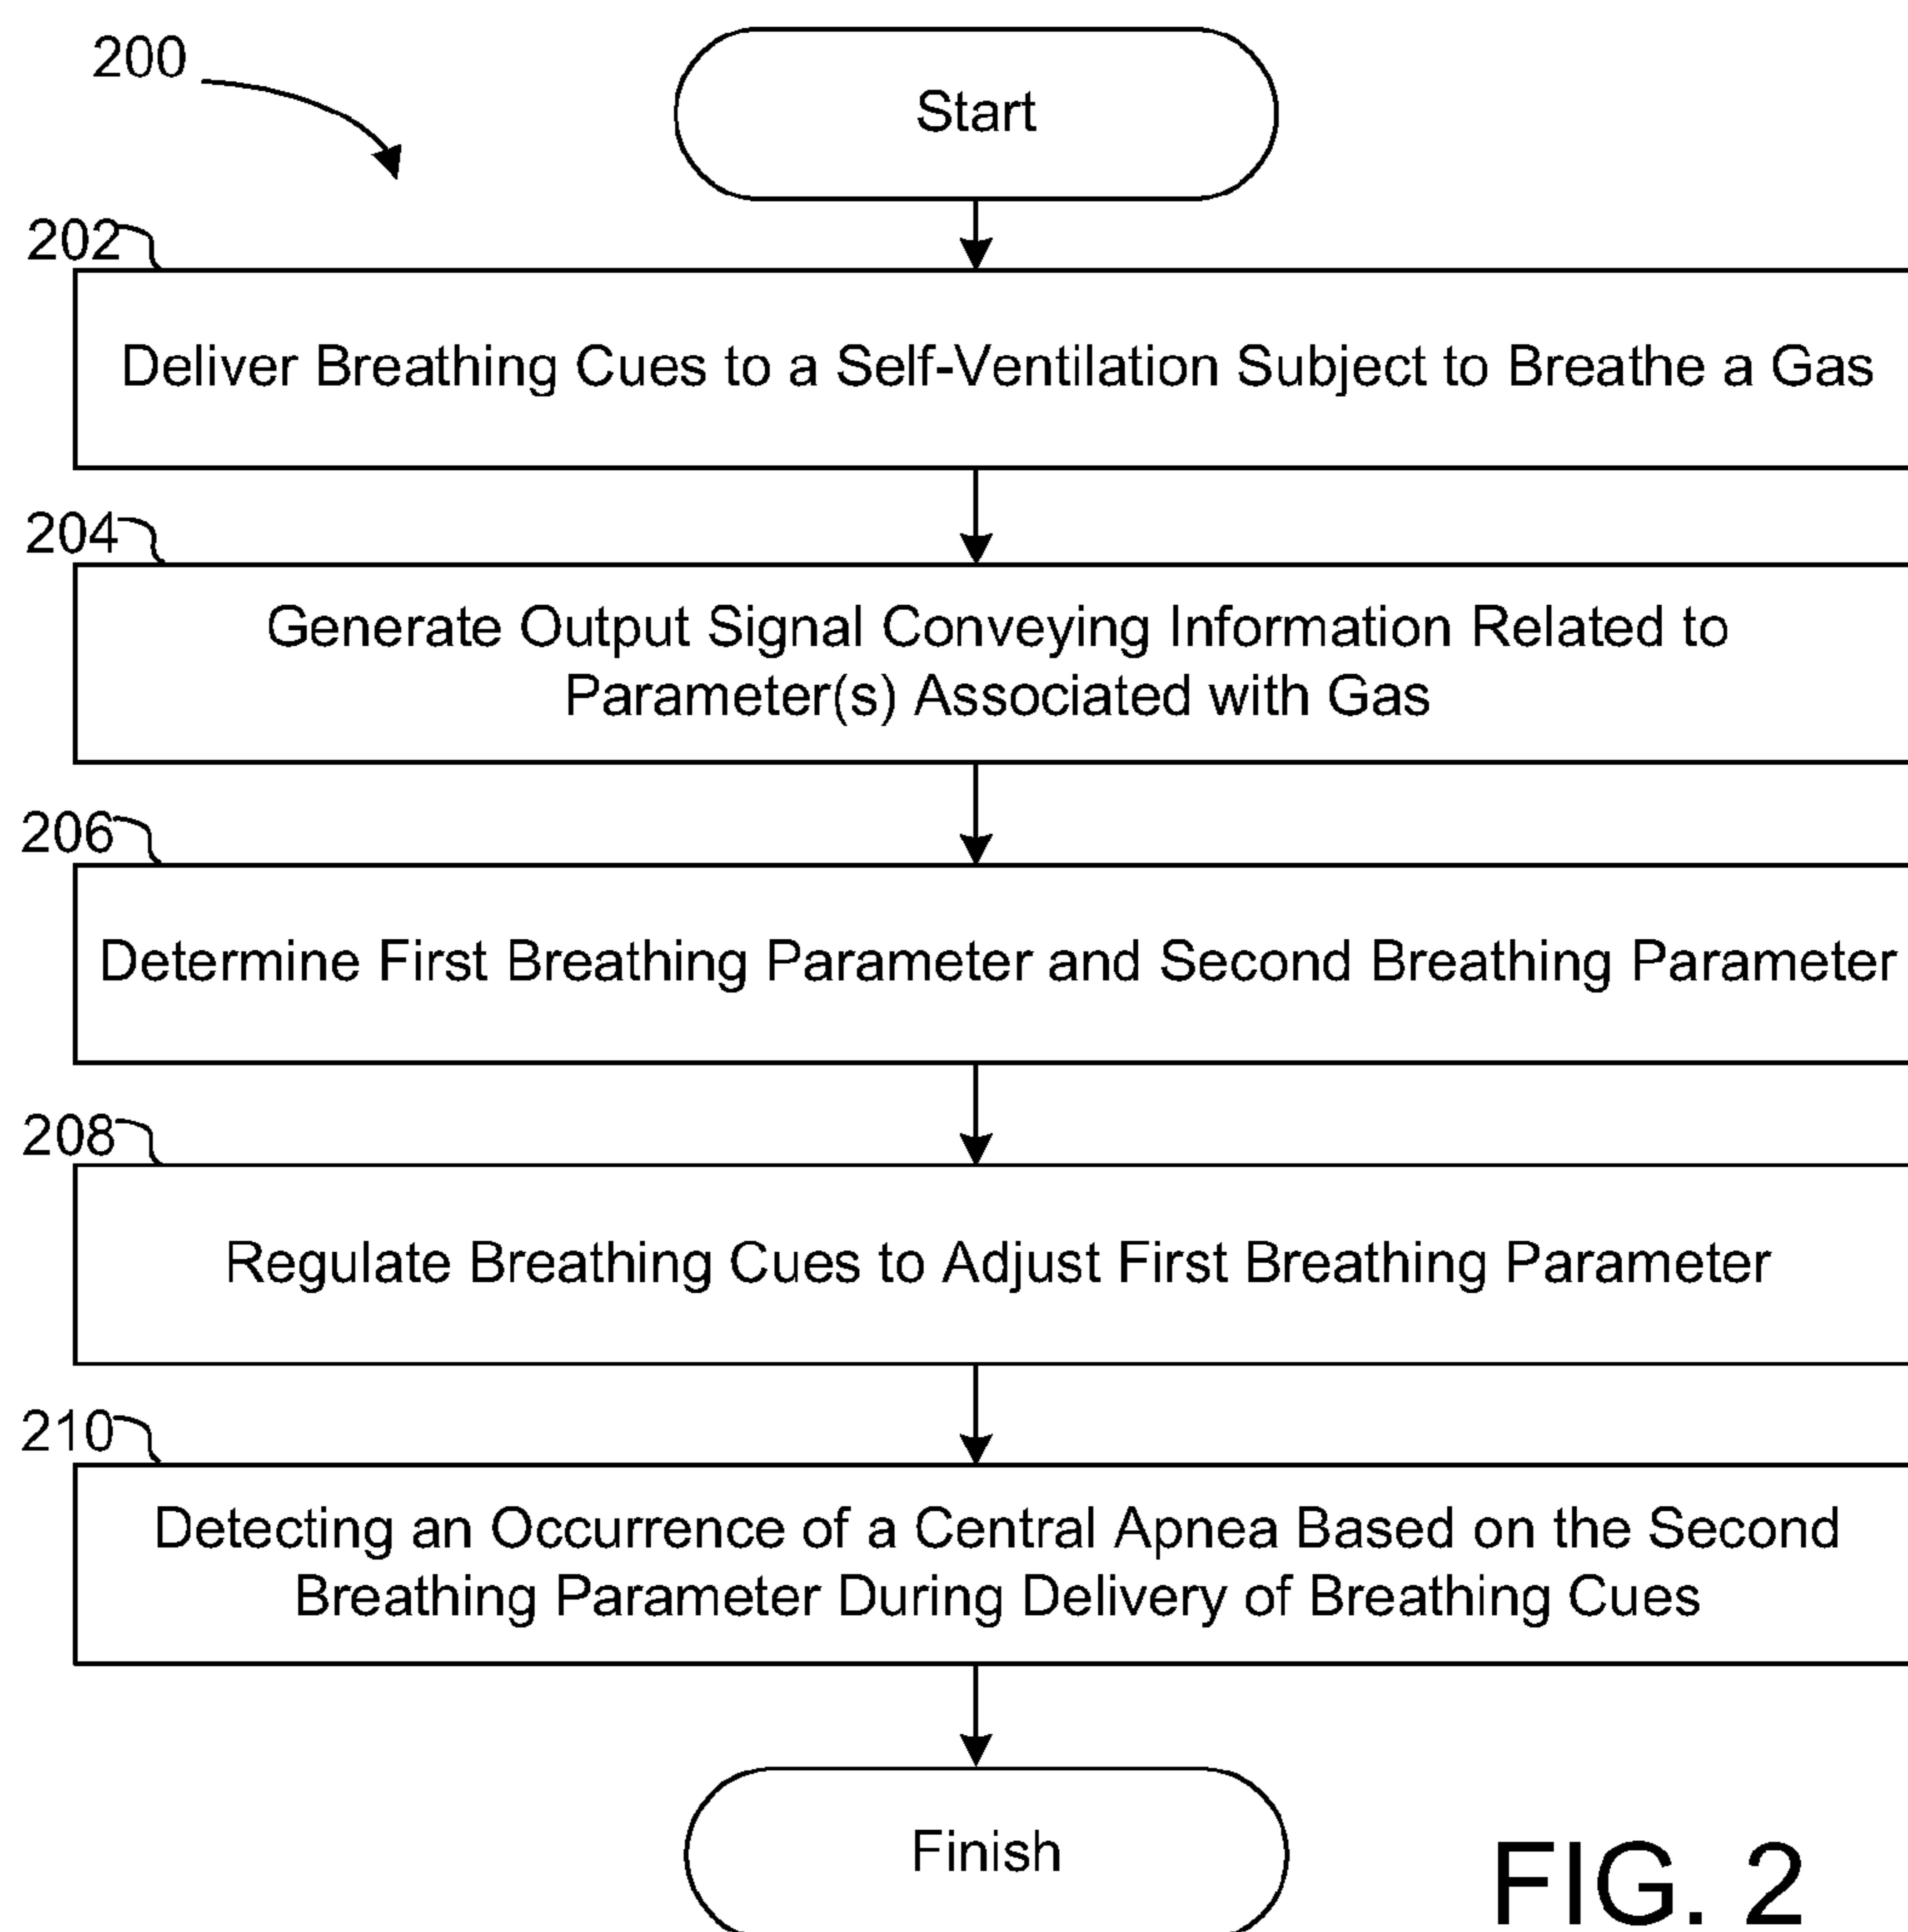 200
Start
202
Deliver Breathing Cues to a Self-Ventilation Subject to Breathe a Gas
204
Generate Output Signal Conveying Information Related to
Parameter(s) Associated with Gas
206
Determine First Breathing Parameter and Second Breathing Parameter
208
Regulate Breathing Cues to Adjust First Breathing Parameter
210
Detecting an Occurrence of a Central Apnea Based on the Second
Breathing Parameter During Delivery of Breathing Cues
Finish
FIG. 2